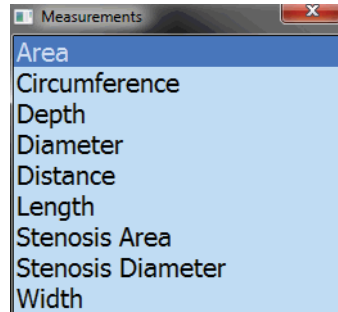 Measurements
Area
Circumference
Depth
Diameter
Distance
Length
Stenosis Area
Stenosis Diameter
Width